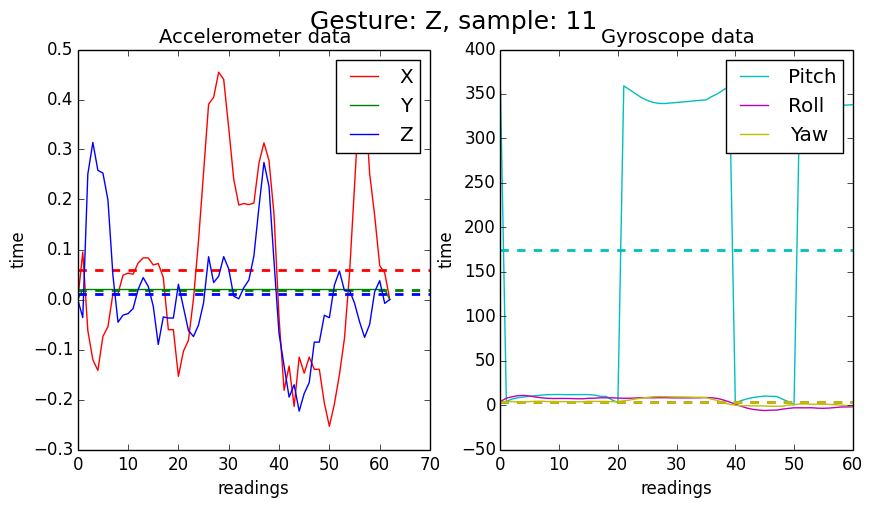 Gesture: Z, sample: 11
Accelerometer data
0.5
0.4
0.3
0.2
0.1
0.0
−0.1
−0.2
−0.3
time
0 10 20 30 40 50 60 70
readings
X
Y
Z
Gyroscope data
400
350
300
250
200
150
100
50
0
−50
time
0 10 20 30 40 50 60
readings
Pitch
Roll
Yaw